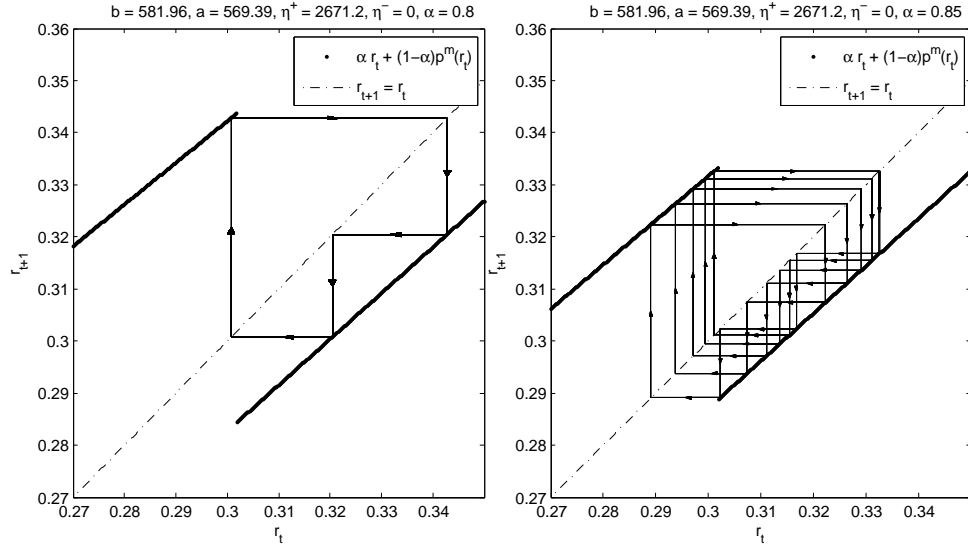 b = 581.96, a = 569.39, η⁺ = 2671.2, η⁻ = 0, α = 0.8
0.36
0.35
0.34
0.33
0.32
0.31
0.3
0.29
0.28
0.27
r_{t+1}
α r_t + (1−α)p^m(r_t)
r_{t+1} = r_t
0.27 0.28 0.29 0.3 0.31 0.32 0.33 0.34
r_t
b = 581.96, a = 569.39, η⁺ = 2671.2, η⁻ = 0, α = 0.85
0.36
0.35
0.34
0.33
0.32
0.31
0.3
0.29
0.28
0.27
r_{t+1}
α r_t + (1−α)p^m(r_t)
r_{t+1} = r_t
0.27 0.28 0.29 0.3 0.31 0.32 0.33 0.34
r_t